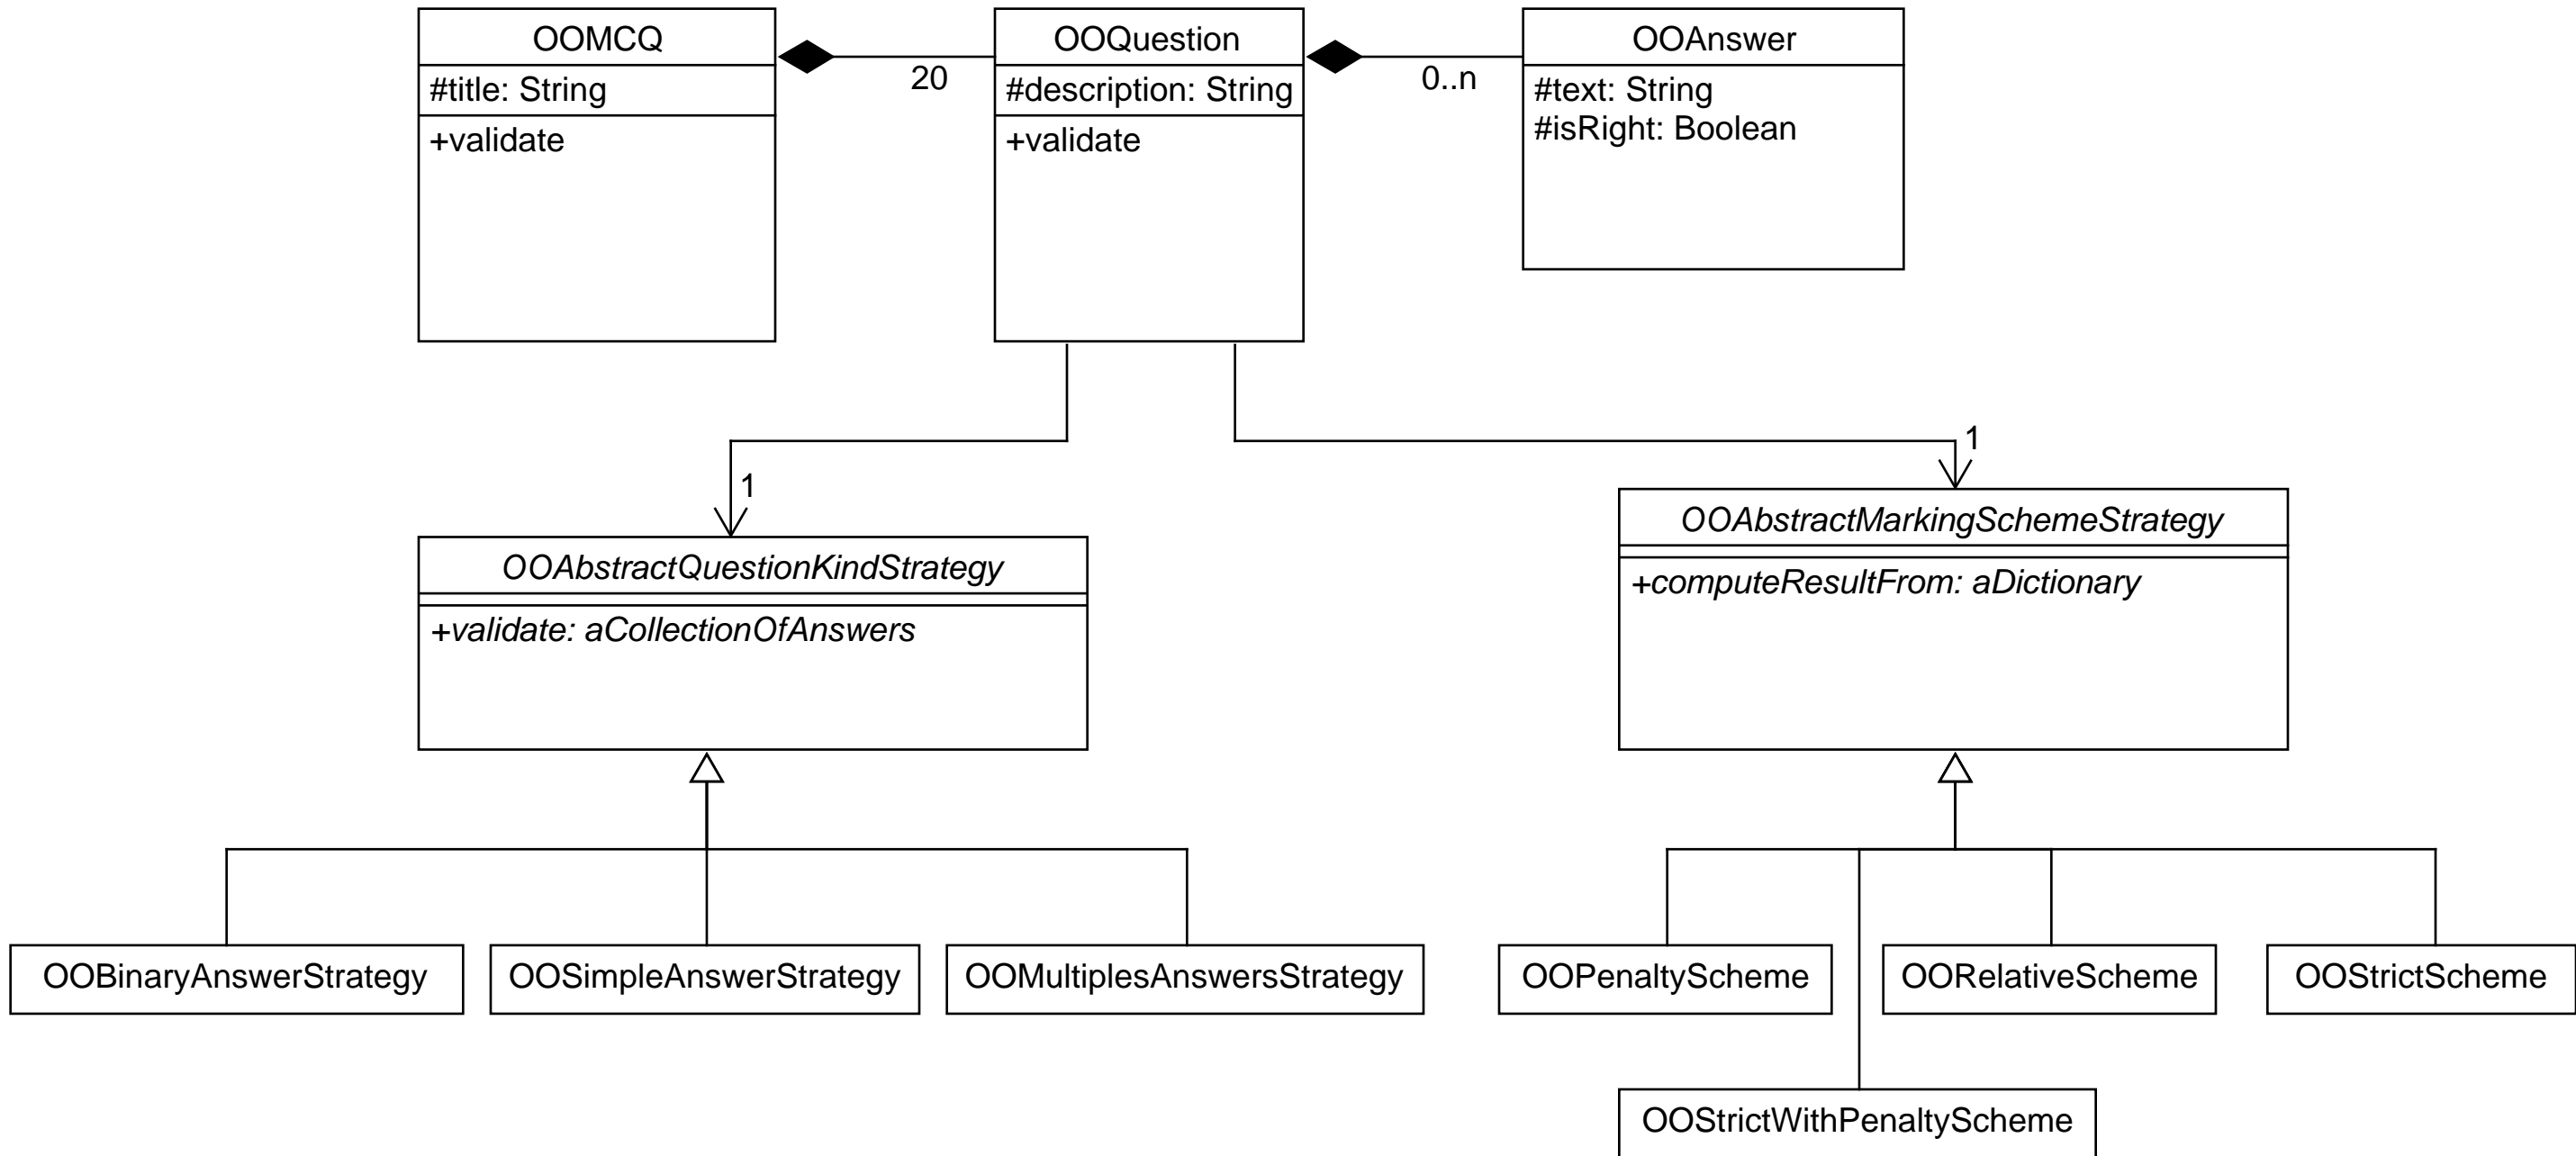 OOMCQ
#title: String
+validate
20
OOQuestion
#description: String
+validate
0..n
OOAnswer
#text: String
#isRight: Boolean
1
OOAbstractQuestionKindStrategy
+validate: aCollectionOfAnswers
1
OOAbstractMarkingSchemeStrategy
+computeResultFrom: aDictionary
OOBinaryAnswerStrategy
OOSimpleAnswerStrategy
OOMultiplesAnswersStrategy
OOPenaltyScheme
OORelativeScheme
OOStrictScheme
OOStrictWithPenaltyScheme